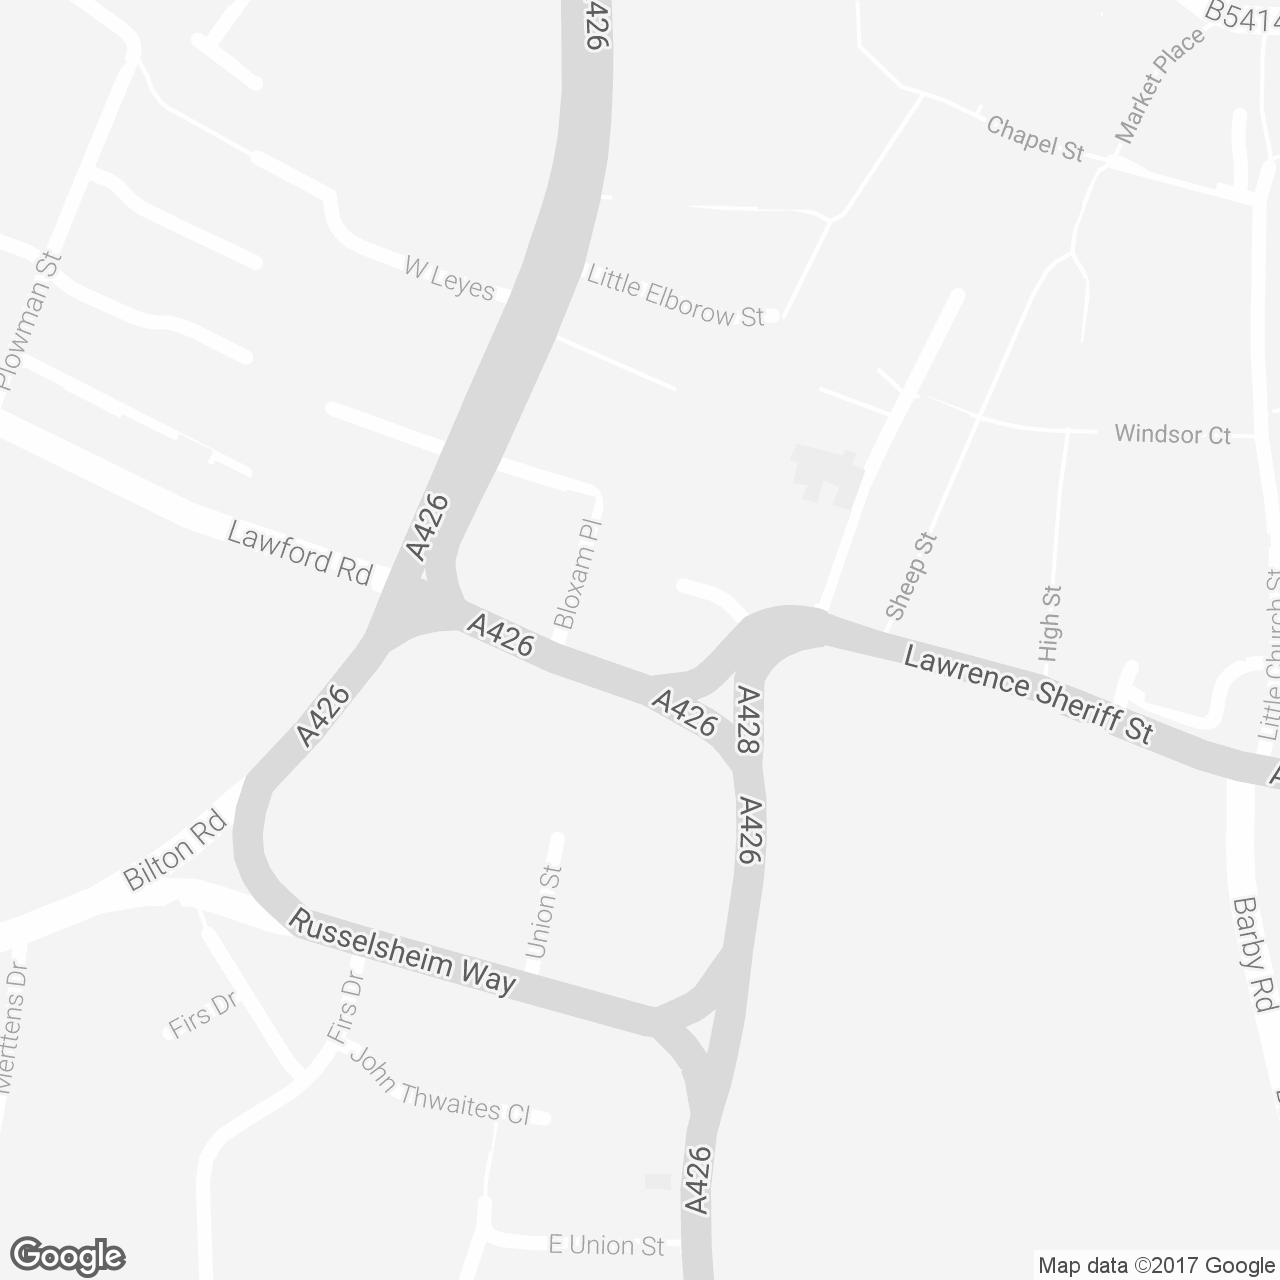 A426
B5414
Market Place
Chapel St
W Leyes
Little Elborow St
Plowman St
Windsor Ct
A426
Lawford Rd
Bloxam Pl
Sheep St
High St
Little Church St
A426
Lawrence Sheriff St
A426
A426
A428
A426
Bilton Rd
Union St
Russelsheim Way
Barby Rd
Merttens Dr
Firs Dr
Firs Dr
John Thwaites Cl
A426
E Union St
Google
Map data ©2017 Google